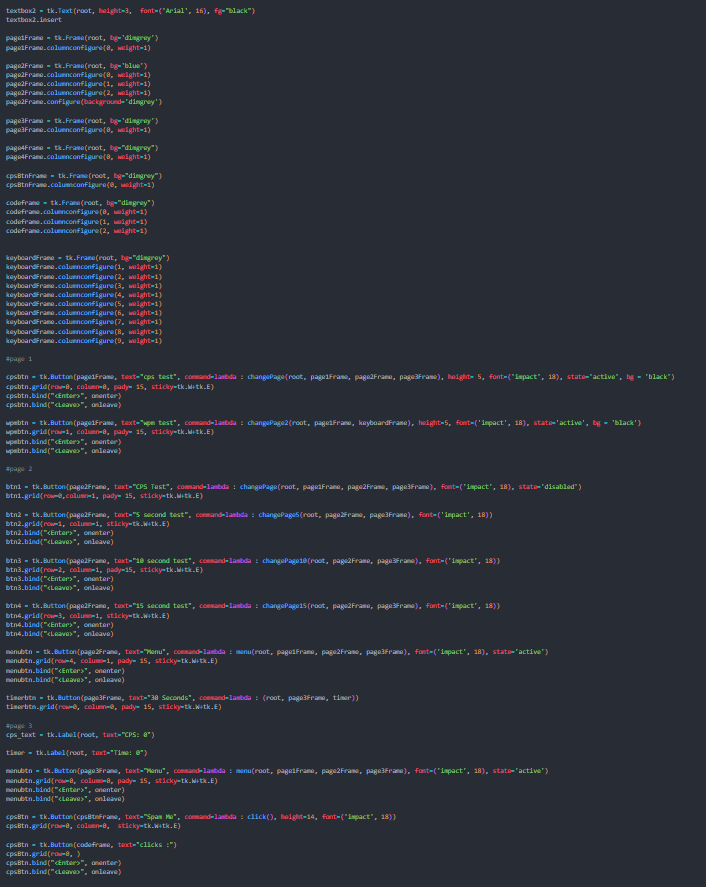 textbox2 = tk.Text(root, height=3,  font=('Arial', 16), fg="black")
textbox2.insert
page1Frame = tk.Frame(root, bg='dimgrey')
page1Frame.columnconfigure(0, weight=1)
page2Frame = tk.Frame(root, bg='blue')
page2Frame.columnconfigure(0, weight=1)
page2Frame.columnconfigure(1, weight=1)
page2Frame.columnconfigure(2, weight=1)
page2Frame.configure(background='dimgrey')
page3Frame = tk.Frame(root, bg='dimgrey')
page3Frame.columnconfigure(0, weight=1)
page4Frame = tk.Frame(root, bg="dimgrey")
page4Frame.columnconfigure(0, weight=1)
cpsBtnFrame = tk.Frame(root, bg="dimgrey")
cpsBtnFrame.columnconfigure(0, weight=1)
codeFrame = tk.Frame(root, bg="dimgrey")
codeFrame.columnconfigure(0, weight=1)
codeFrame.columnconfigure(1, weight=1)
codeFrame.columnconfigure(2, weight=1)
keyboardFrame = tk.Frame(root, bg="dimgrey")
keyboardFrame.columnconfigure(1, weight=1)
keyboardFrame.columnconfigure(2, weight=1)
keyboardFrame.columnconfigure(3, weight=1)
keyboardFrame.columnconfigure(4, weight=1)
keyboardFrame.columnconfigure(5, weight=1)
keyboardFrame.columnconfigure(6, weight=1)
keyboardFrame.columnconfigure(7, weight=1)
keyboardFrame.columnconfigure(8, weight=1)
keyboardFrame.columnconfigure(9, weight=1)
#page 1
cpsbtn = tk.Button(page1Frame, text="cps test", command=lambda : changePage(root, page1Frame, page2Frame, page3Frame), height= 5, font=('impact', 18), state='active', bg = 'black')
cpsbtn.grid(row=0, column=0, pady= 15, sticky=tk.W+tk.E)
cpsbtn.bind("<Enter>", onenter)
cpsbtn.bind("<Leave>", onleave)
wpmbtn = tk.Button(page1Frame, text="wpm test", command=lambda : changePage2(root, page1Frame, keyboardFrame), height=5, font=('impact', 18), state='active', bg = 'black')
wpmbtn.grid(row=1, column=0, pady= 15, sticky=tk.W+tk.E)
wpmbtn.bind("<Enter>", onenter)
wpmbtn.bind("<Leave>", onleave)
#page 2
btn1 = tk.Button(page2Frame, text="CPS Test", command=lambda : changePage(root, page1Frame, page2Frame, page3Frame), font=('impact', 18), state='disabled')
btn1.grid(row=0,column=1, pady= 15, sticky=tk.W+tk.E)
btn2 = tk.Button(page2Frame, text="5 second test", command=lambda : changePage5(root, page2Frame, page3Frame), font=('impact', 18))
btn2.grid(row=1, column=1, sticky=tk.W+tk.E)
btn2.bind("<Enter>", onenter)
btn2.bind("<Leave>", onleave)
btn3 = tk.Button(page2Frame, text="10 second test", command=lambda : changePage10(root, page2Frame, page3Frame), font=('impact', 18))
btn3.grid(row=2, column=1, pady=15, sticky=tk.W+tk.E)
btn3.bind("<Enter>", onenter)
btn3.bind("<Leave>", onleave)
btn4 = tk.Button(page2Frame, text="15 second test", command=lambda : changePage15(root, page2Frame, page3Frame), font=('impact', 18))
btn4.grid(row=3, column=1, sticky=tk.W+tk.E)
btn4.bind("<Enter>", onenter)
btn4.bind("<Leave>", onleave)
menubtn = tk.Button(page2Frame, text="Menu", command=lambda : menu(root, page1Frame, page2Frame, page3Frame), font=('impact', 18), state='active')
menubtn.grid(row=4, column=1, pady= 15, sticky=tk.W+tk.E)
menubtn.bind("<Enter>", onenter)
menubtn.bind("<Leave>", onleave)
timerbtn = tk.Button(page3Frame, text="30 Seconds", command=lambda : (root, page3Frame, timer))
timerbtn.grid(row=0, column=0, pady= 15, sticky=tk.W+tk.E)
#page 3
cps_text = tk.Label(root, text="CPS: 0")
timer = tk.Label(root, text="Time: 0")
menubtn = tk.Button(page3Frame, text="Menu", command=lambda : menu(root, page1Frame, page2Frame, page3Frame), font=('impact', 18), state='active')
menubtn.grid(row=0, column=0, pady= 15, sticky=tk.W+tk.E)
menubtn.bind("<Enter>", onenter)
menubtn.bind("<Leave>", onleave)
cpsBtn = tk.Button(cpsBtnFrame, text="Spam Me", command=lambda : click(), height=14, font=('impact', 18))
cpsBtn.grid(row=0, column=0,  sticky=tk.W+tk.E)
cpsBtn = tk.Button(codeFrame, text="clicks :")
cpsBtn.grid(row=0, )
cpsBtn.bind("<Enter>", onenter)
cpsBtn.bind("<Leave>", onleave)